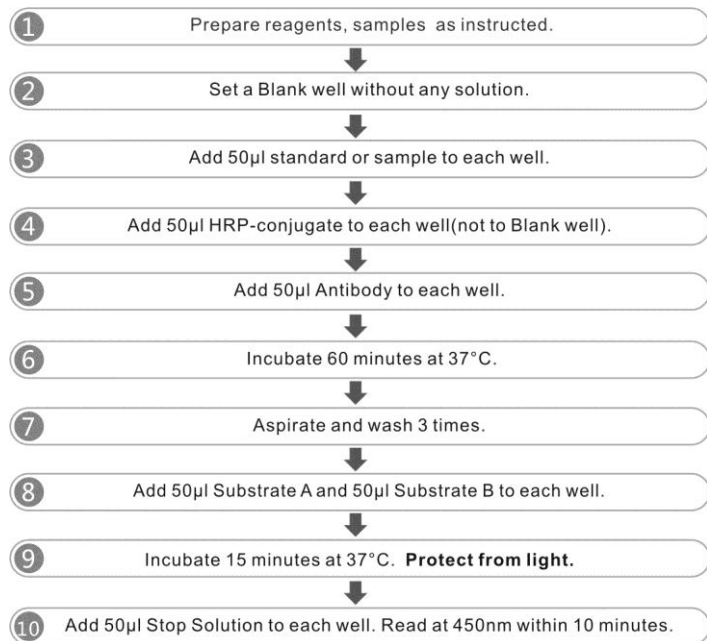 1 Prepare reagents, samples as instructed.
2 Set a Blank well without any solution.
3 Add 50μl standard or sample to each well.
4 Add 50μl HRP-conjugate to each well(not to Blank well).
5 Add 50μl Antibody to each well.
6 Incubate 60 minutes at 37°C.
7 Aspirate and wash 3 times.
8 Add 50μl Substrate A and 50μl Substrate B to each well.
9 Incubate 15 minutes at 37°C. Protect from light.
10 Add 50μl Stop Solution to each well. Read at 450nm within 10 minutes.